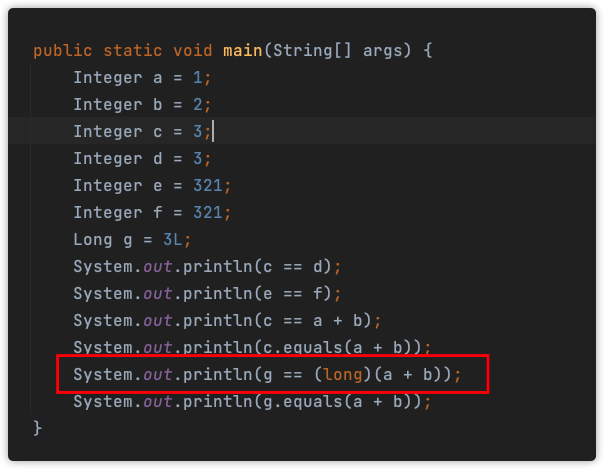 public static void main(String[] args) {
Integer a = 1;
Integer b = 2;
Integer c = 3;
Integer d = 3;
Integer e = 321;
Integer f = 321;
Long g = 3L;
System.out.println(c == d);
System.out.println(e == f);
System.out.println(c == a + b);
System.out.println(c.equals(a + b));
System.out.println(g == (long)(a + b));
System.out.println(g.equals(a + b));
}